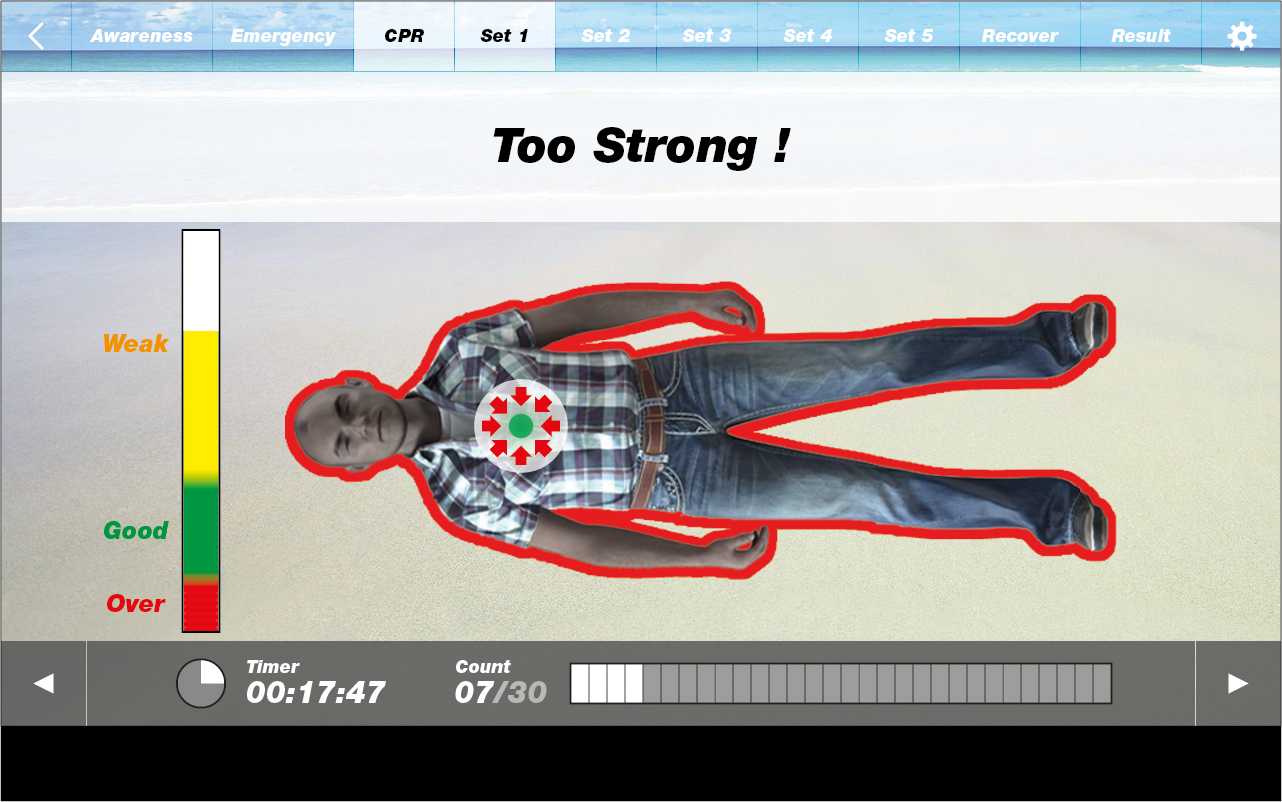 Awareness Emergency CPR Set 1 Set 2 Set 3 Set 4 Set 5 Recover Result
Too Strong !
Weak
Good
Over
Timer
00:17:47
Count
07/30